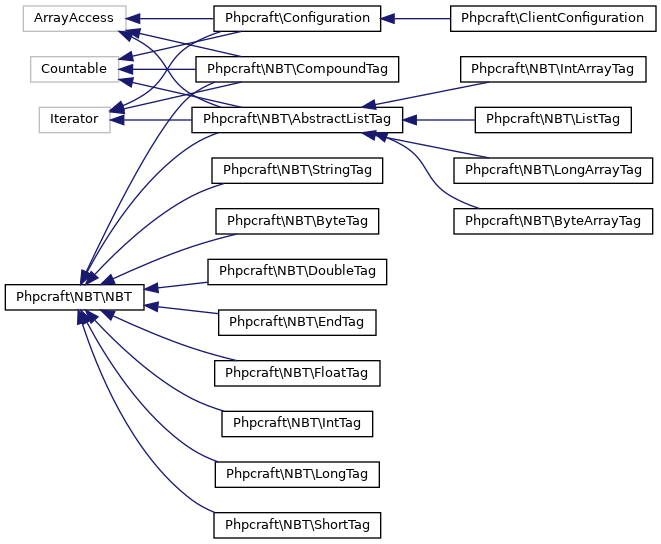 ArrayAccess
Phpcraft\Configuration
Phpcraft\ClientConfiguration
Countable
Phpcraft\NBT\CompoundTag
Phpcraft\NBT\IntArrayTag
Iterator
Phpcraft\NBT\AbstractListTag
Phpcraft\NBT\ListTag
Phpcraft\NBT\StringTag
Phpcraft\NBT\LongArrayTag
Phpcraft\NBT\ByteTag
Phpcraft\NBT\ByteArrayTag
Phpcraft\NBT\DoubleTag
Phpcraft\NBT\NBT
Phpcraft\NBT\EndTag
Phpcraft\NBT\FloatTag
Phpcraft\NBT\IntTag
Phpcraft\NBT\LongTag
Phpcraft\NBT\ShortTag